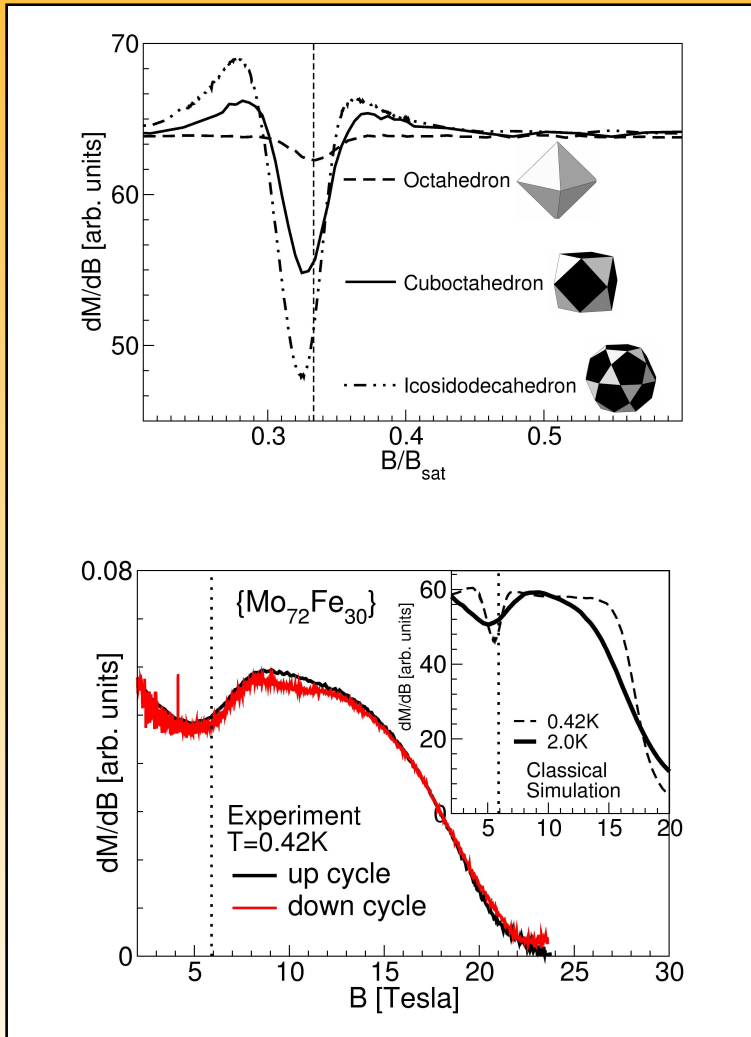 70
60
50
dM/dB [arb. units]
Octahedron
Cuboctahedron
Icosidodecahedron
0.3 0.4 0.5
B/B_sat
0.08
0
dM/dB [arb. units]
{Mo_72Fe_30}
Experiment
T=0.42K
up cycle
down cycle
5 10 15 20 25 30
B [Tesla]
60
40
20
0
dM/dB [arb. units]
0.42K
2.0K
Classical
Simulation
5 10 15 20